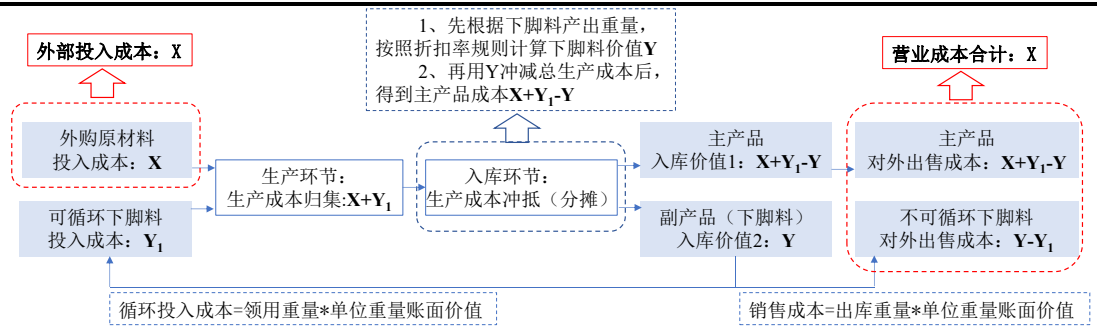 1、先根据下脚料产出重量，
按照折扣率规则计算下脚料价值Y
2、再用Y冲减总生产成本后，
得到主产品成本X+Y₁-Y
外部投入成本：X
营业成本合计：X
外购原材料
投入成本：X
可循环下脚料
投入成本：Y₁
生产环节：
生产成本归集:X+Y₁
入库环节：
生产成本冲抵（分摊）
主产品
入库价值1：X+Y₁-Y
副产品（下脚料）
入库价值2：Y
主产品
对外出售成本：X+Y₁-Y
不可循环下脚料
对外出售成本：Y-Y₁
循环投入成本=领用重量*单位重量账面价值
销售成本=出库重量*单位重量账面价值